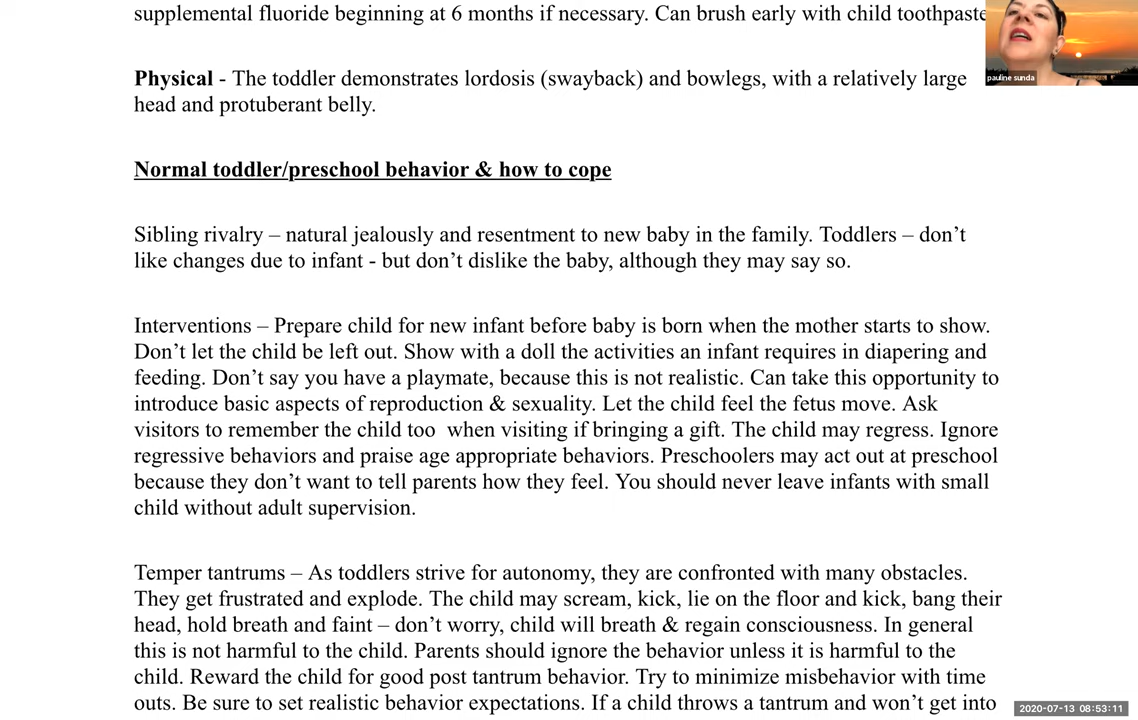 supplemental fluoride beginning at 6 months if necessary. Can brush early with child toothpaste
pauline sunda
Physical - The toddler demonstrates lordosis (swayback) and bowlegs, with a relatively large
head and protuberant belly.
Normal toddler/preschool behavior & how to cope
Sibling rivalry – natural jealously and resentment to new baby in the family. Toddlers – don’t
like changes due to infant - but don’t dislike the baby, although they may say so.
Interventions – Prepare child for new infant before baby is born when the mother starts to show.
Don’t let the child be left out. Show with a doll the activities an infant requires in diapering and
feeding. Don’t say you have a playmate, because this is not realistic. Can take this opportunity to
introduce basic aspects of reproduction & sexuality. Let the child feel the fetus move. Ask
visitors to remember the child too  when visiting if bringing a gift. The child may regress. Ignore
regressive behaviors and praise age appropriate behaviors. Preschoolers may act out at preschool
because they don’t want to tell parents how they feel. You should never leave infants with small
child without adult supervision.
Temper tantrums – As toddlers strive for autonomy, they are confronted with many obstacles.
They get frustrated and explode. The child may scream, kick, lie on the floor and kick, bang their
head, hold breath and faint – don’t worry, child will breath & regain consciousness. In general
this is not harmful to the child. Parents should ignore the behavior unless it is harmful to the
child. Reward the child for good post tantrum behavior. Try to minimize misbehavior with time
outs. Be sure to set realistic behavior expectations. If a child throws a tantrum and won’t get into
2020-07-13 08:53:11